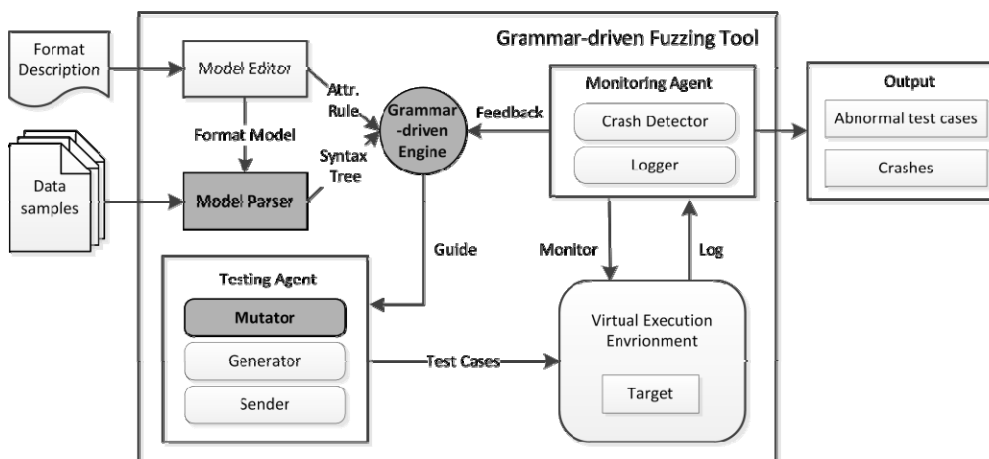 Grammar-driven Fuzzing Tool
Format
Description
Model Editor
Attr.
Rule
Grammar
-driven
Engine
Feedback
Monitoring Agent
Crash Detector
Logger
Output
Abnormal test cases
Crashes
Format Model
Syntax
Tree
Data
samples
Model Parser
Guide
Monitor
Log
Testing Agent
Mutator
Generator
Sender
Test Cases
Virtual Execution
Envrionment
Target